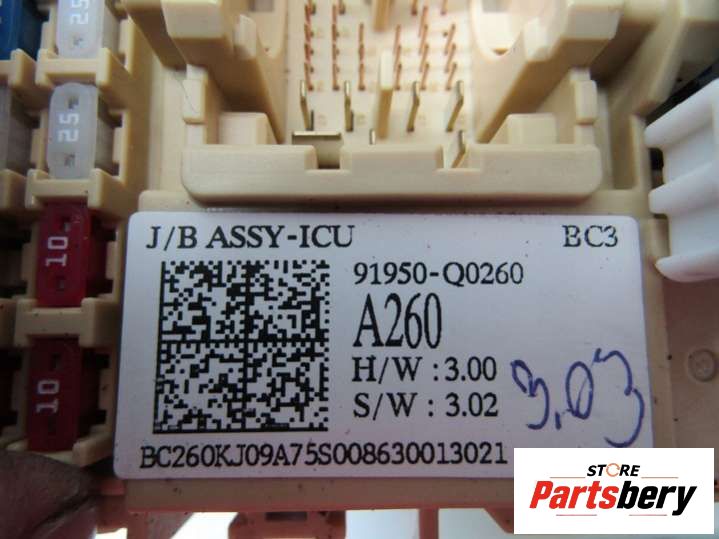 25
25
10
10
J/B ASSY-ICU BC3
91950-Q0260
A260
H/W : 3.00
S/W : 3.02
3.03
BC260KJ09A75S008630013021
STORE
Partsbery